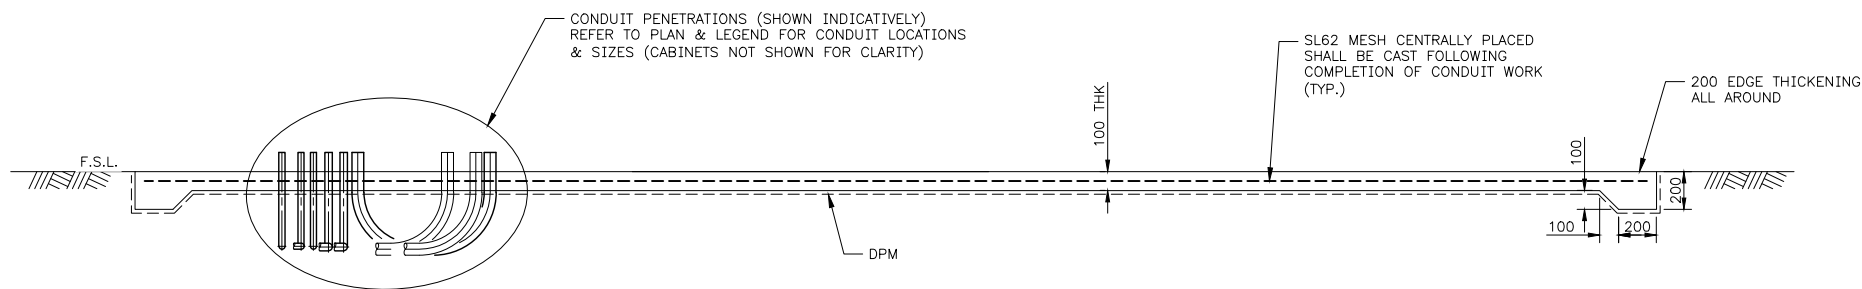 CONDUIT PENETRATIONS (SHOWN INDICATIVELY)
REFER TO PLAN & LEGEND FOR CONDUIT LOCATIONS
& SIZES (CABINETS NOT SHOWN FOR CLARITY)
SL62 MESH CENTRALLY PLACED
SHALL BE CAST FOLLOWING
COMPLETION OF CONDUIT WORK
(TYP.)
200 EDGE THICKENING
ALL AROUND
100 THK
100
F.S.L.
200
100
200
DPM